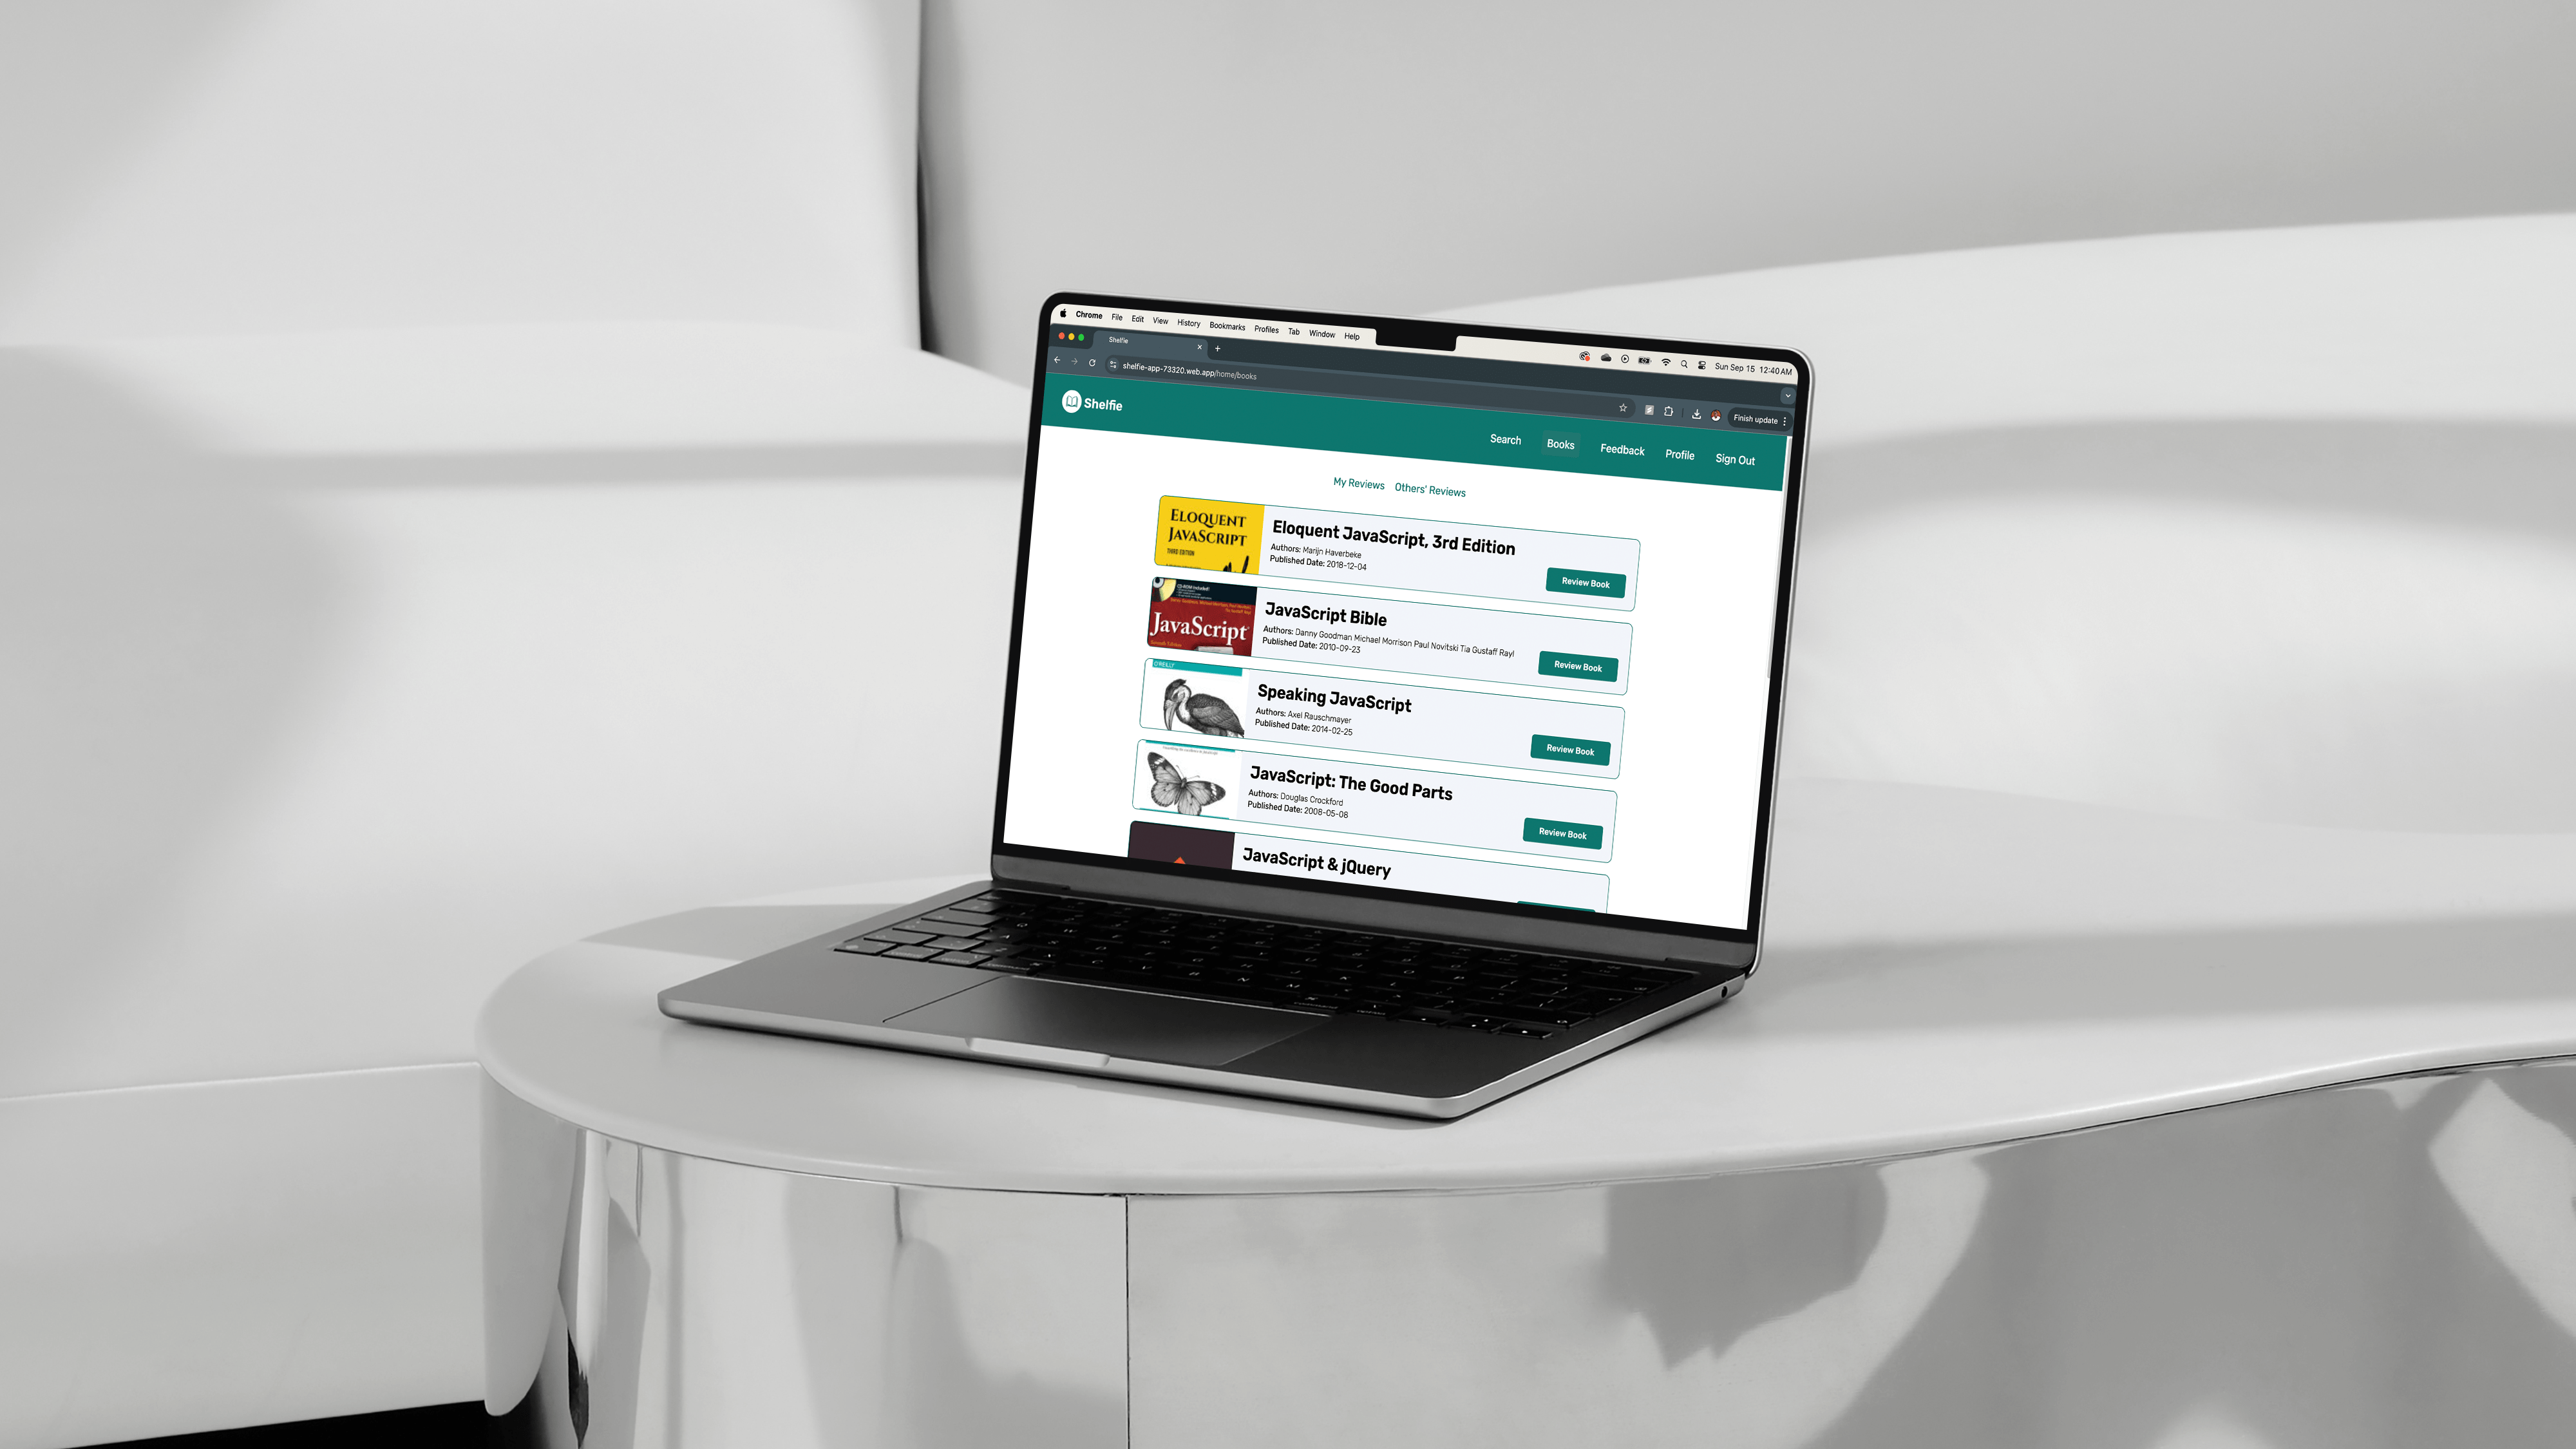 Chrome File Edit View History Bookmarks Profiles Tab Window Help
Sun Sep 15 12:40 AM
Shelfie
shelfie-app-73320.web.app/home/books
Finish update
Shelfie
Search Books Feedback Profile Sign Out
My Reviews Others' Reviews
ELOQUENT
JAVASCRIPT
THIRD EDITION
Eloquent JavaScript, 3rd Edition
Authors: Marijn Haverbeke
Published Date: 2018-12-04
Review Book
CD-ROM Included!
JavaScript
JavaScript Bible
Authors: Danny Goodman Michael Morrison Paul Novitski Tia Gustaff Rayl
Published Date: 2010-09-23
Review Book
O'REILLY
Speaking JavaScript
Authors: Axel Rauschmayer
Published Date: 2014-02-25
Review Book
JavaScript: The Good Parts
Authors: Douglas Crockford
Published Date: 2008-05-08
Review Book
JavaScript & jQuery